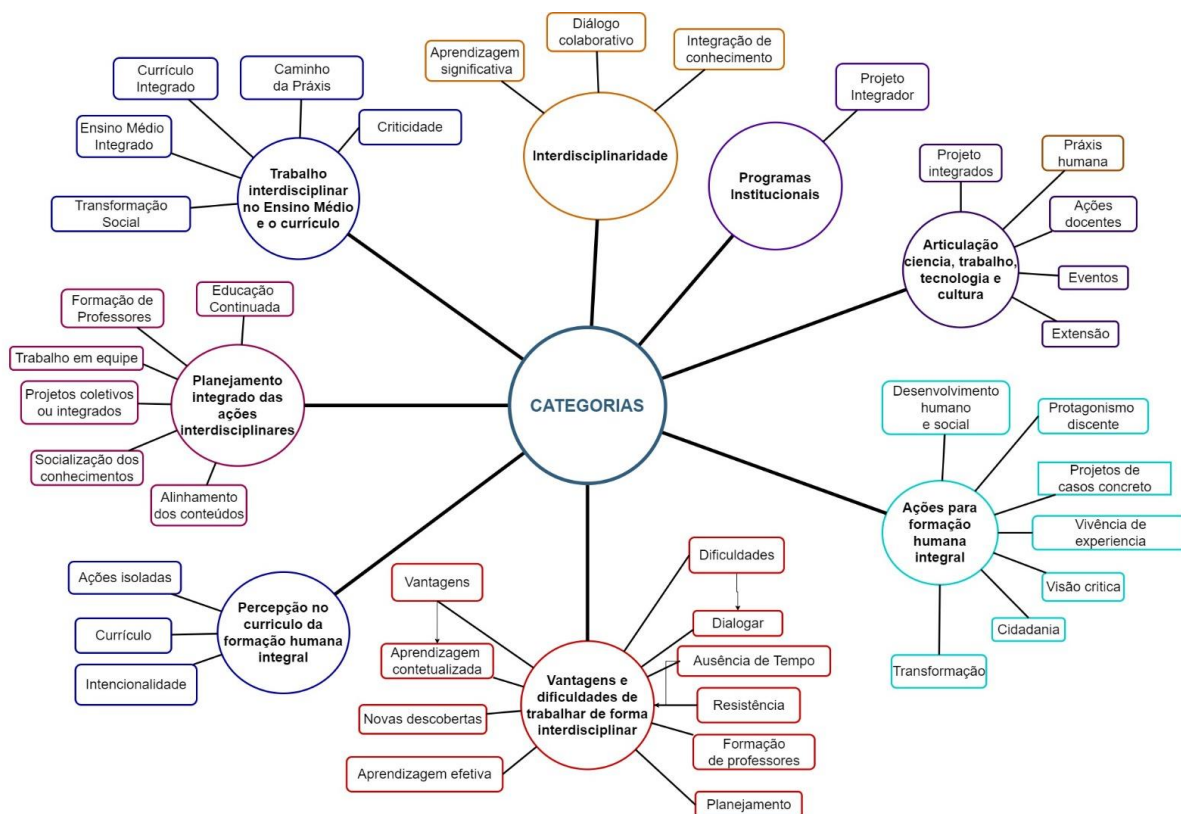 Currículo
Integrado
Caminho
da Práxis
Ensino Médio
Integrado
Criticidade
Transformação
Social
Trabalho
interdisciplinar
no Ensino Médio
e o currículo
Aprendizagem
significativa
Diálogo
colaborativo
Integração de
conhecimento
Interdisciplinaridade
Projeto
Integrador
Programas
Institucionais
Projeto
integrados
Práxis
humana
Ações
docentes
Eventos
Extensão
Articulação
ciencia, trabalho,
tecnologia e
cultura
Formação de
Professores
Educação
Continuada
Trabalho em equipe
Projetos coletivos
ou integrados
Socialização dos
conhecimentos
Alinhamento
dos conteúdos
Planejamento
integrado das
ações
interdisciplinares
CATEGORIAS
Desenvolvimento
humano
e social
Protagonismo
discente
Projetos de
casos concreto
Vivência de
experiencia
Visão critica
Cidadania
Transformação
Ações para
formação
humana
integral
Ações isoladas
Currículo
Intencionalidade
Percepção no
curriculo da
formação humana
integral
Vantagens
Aprendizagem
contetualizada
Novas descobertas
Aprendizagem efetiva
Vantagens e
dificuldades de
trabalhar de forma
interdisciplinar
Dificuldades
Dialogar
Ausência de Tempo
Resistência
Formação
de professores
Planejamento